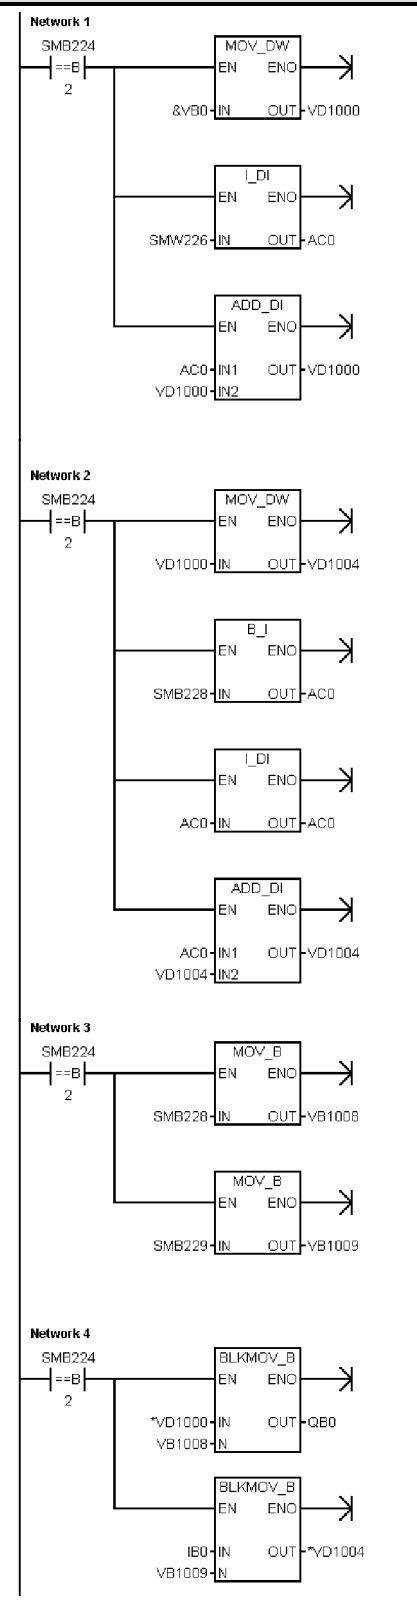 Network 1
SMB224
==B
2
MOV_DW
EN ENO
&VB0 IN OUT VD1000
I_DI
EN ENO
SMW226 IN OUT AC0
ADD_DI
EN ENO
AC0 IN1 OUT VD1000
VD1000 IN2
Network 2
SMB224
==B
2
MOV_DW
EN ENO
VD1000 IN OUT VD1004
B_I
EN ENO
SMB228 IN OUT AC0
I_DI
EN ENO
AC0 IN OUT AC0
ADD_DI
EN ENO
AC0 IN1 OUT VD1004
VD1004 IN2
Network 3
SMB224
==B
2
MOV_B
EN ENO
SMB228 IN OUT VB1008
MOV_B
EN ENO
SMB229 IN OUT VB1009
Network 4
SMB224
==B
2
BLKMOV_B
EN ENO
*VD1000 IN OUT QB0
VB1008 N
BLKMOV_B
EN ENO
IB0 IN OUT *VD1004
VB1009 N